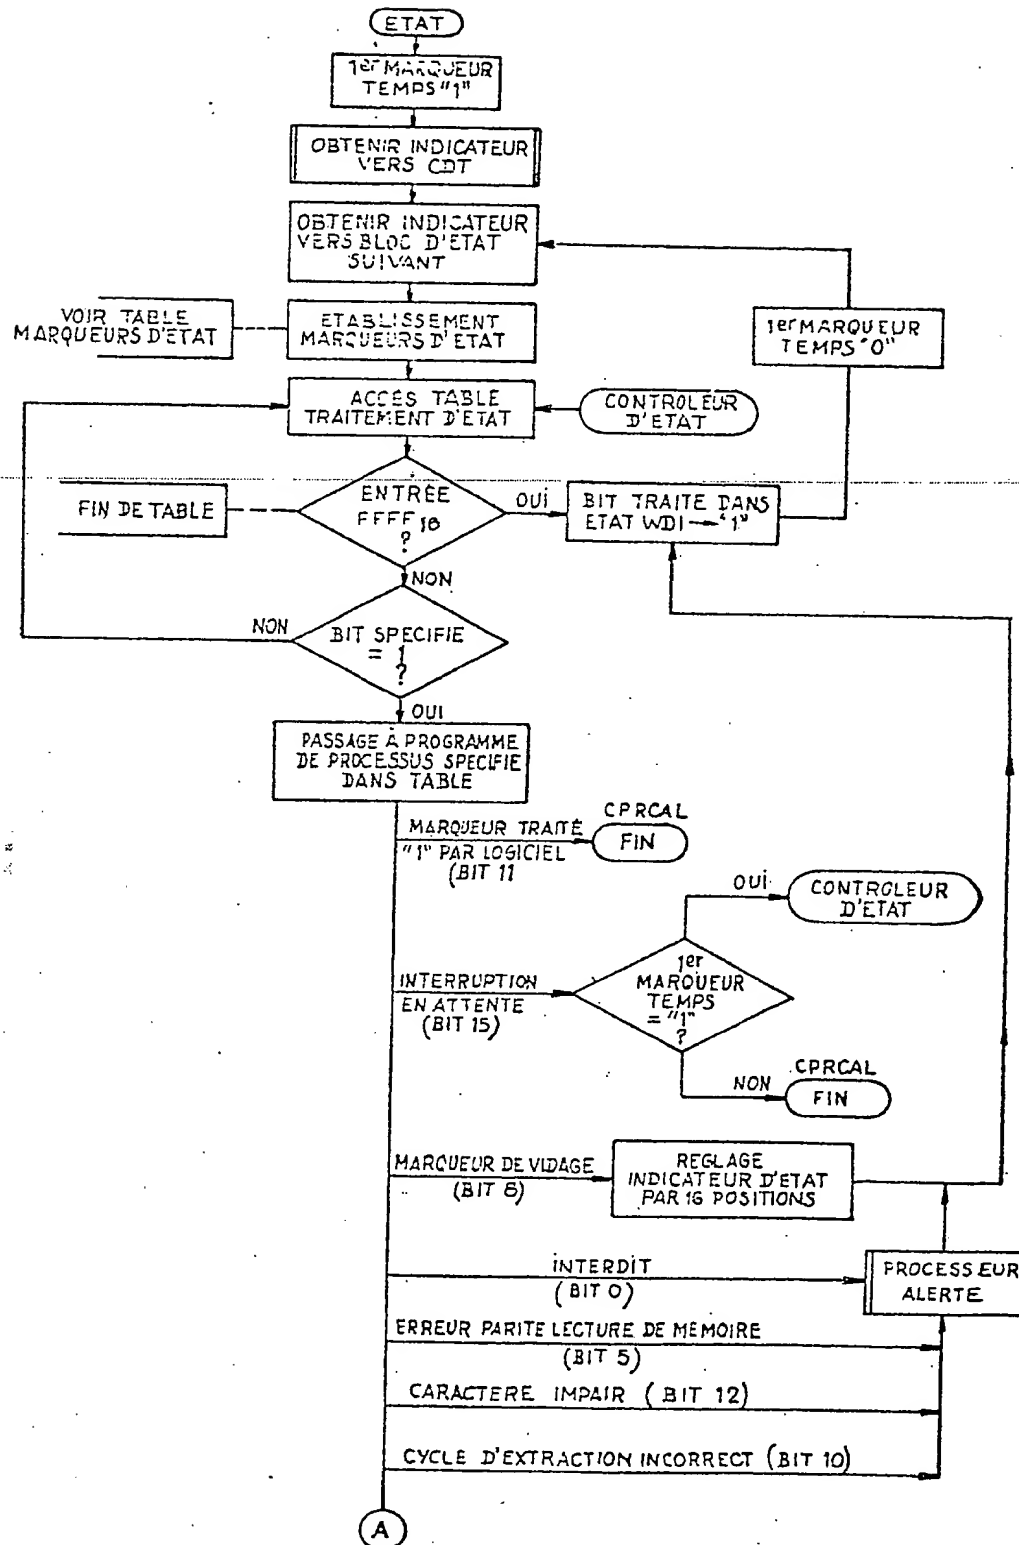 ETAT
1er MARQUEUR
TEMPS "1"
OBTENIR INDICATEUR
VERS CDT
OBTENIR INDICATEUR
VERS BLOC D'ETAT
SUIVANT
VOIR TABLE
MARQUEURS D'ETAT
ETABLISSEMENT
MARQUEURS D'ETAT
1er MARQUEUR
TEMPS "0"
ACCES TABLE
TRAITEMENT D'ETAT
CONTROLEUR
D'ETAT
FIN DE TABLE
ENTRÉE
FFFF16
?
OUI
BIT TRAITE DANS
ETAT WDI → "1"
NON
NON
BIT SPECIFIE
= 1
?
OUI
PASSAGE A PROGRAMME
DE PROCESSUS SPECIFIE
DANS TABLE
MARQUEUR TRAITÉ
"1" PAR LOGICIEL
(BIT 11
CPRCAL
FIN
OUI
CONTROLEUR
D'ETAT
INTERRUPTION
EN ATTENTE
(BIT 15)
1er
MARQUEUR
TEMPS
= "1"
?
NON
CPRCAL
FIN
MARQUEUR DE VIDAGE
(BIT 8)
REGLAGE
INDICATEUR D'ETAT
PAR 16 POSITIONS
INTERDIT
(BIT 0)
PROCESSEUR
ALERTE
ERREUR PARITE LECTURE DE MEMOIRE
(BIT 5)
CARACTERE IMPAIR (BIT 12)
CYCLE D'EXTRACTION INCORRECT (BIT 10)
A